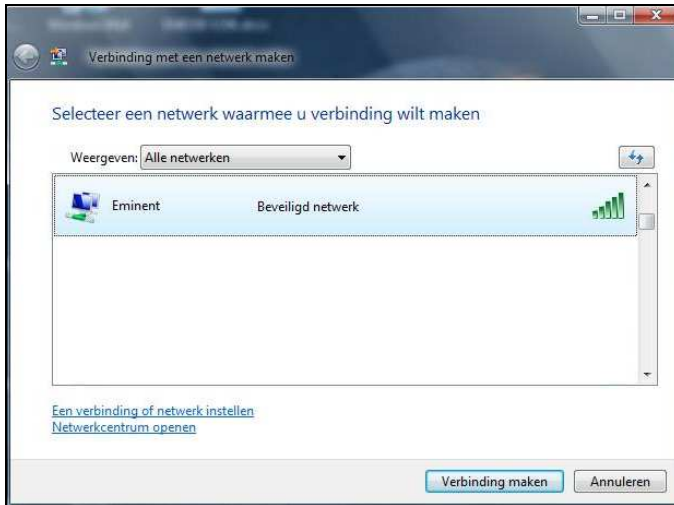 Verbinding met een netwerk maken
Selecteer een netwerk waarmee u verbinding wilt maken
Weergeven: Alle netwerken
Eminent Beveiligd netwerk
Een verbinding of netwerk instellen
Netwerkcentrum openen
Verbinding maken Annuleren